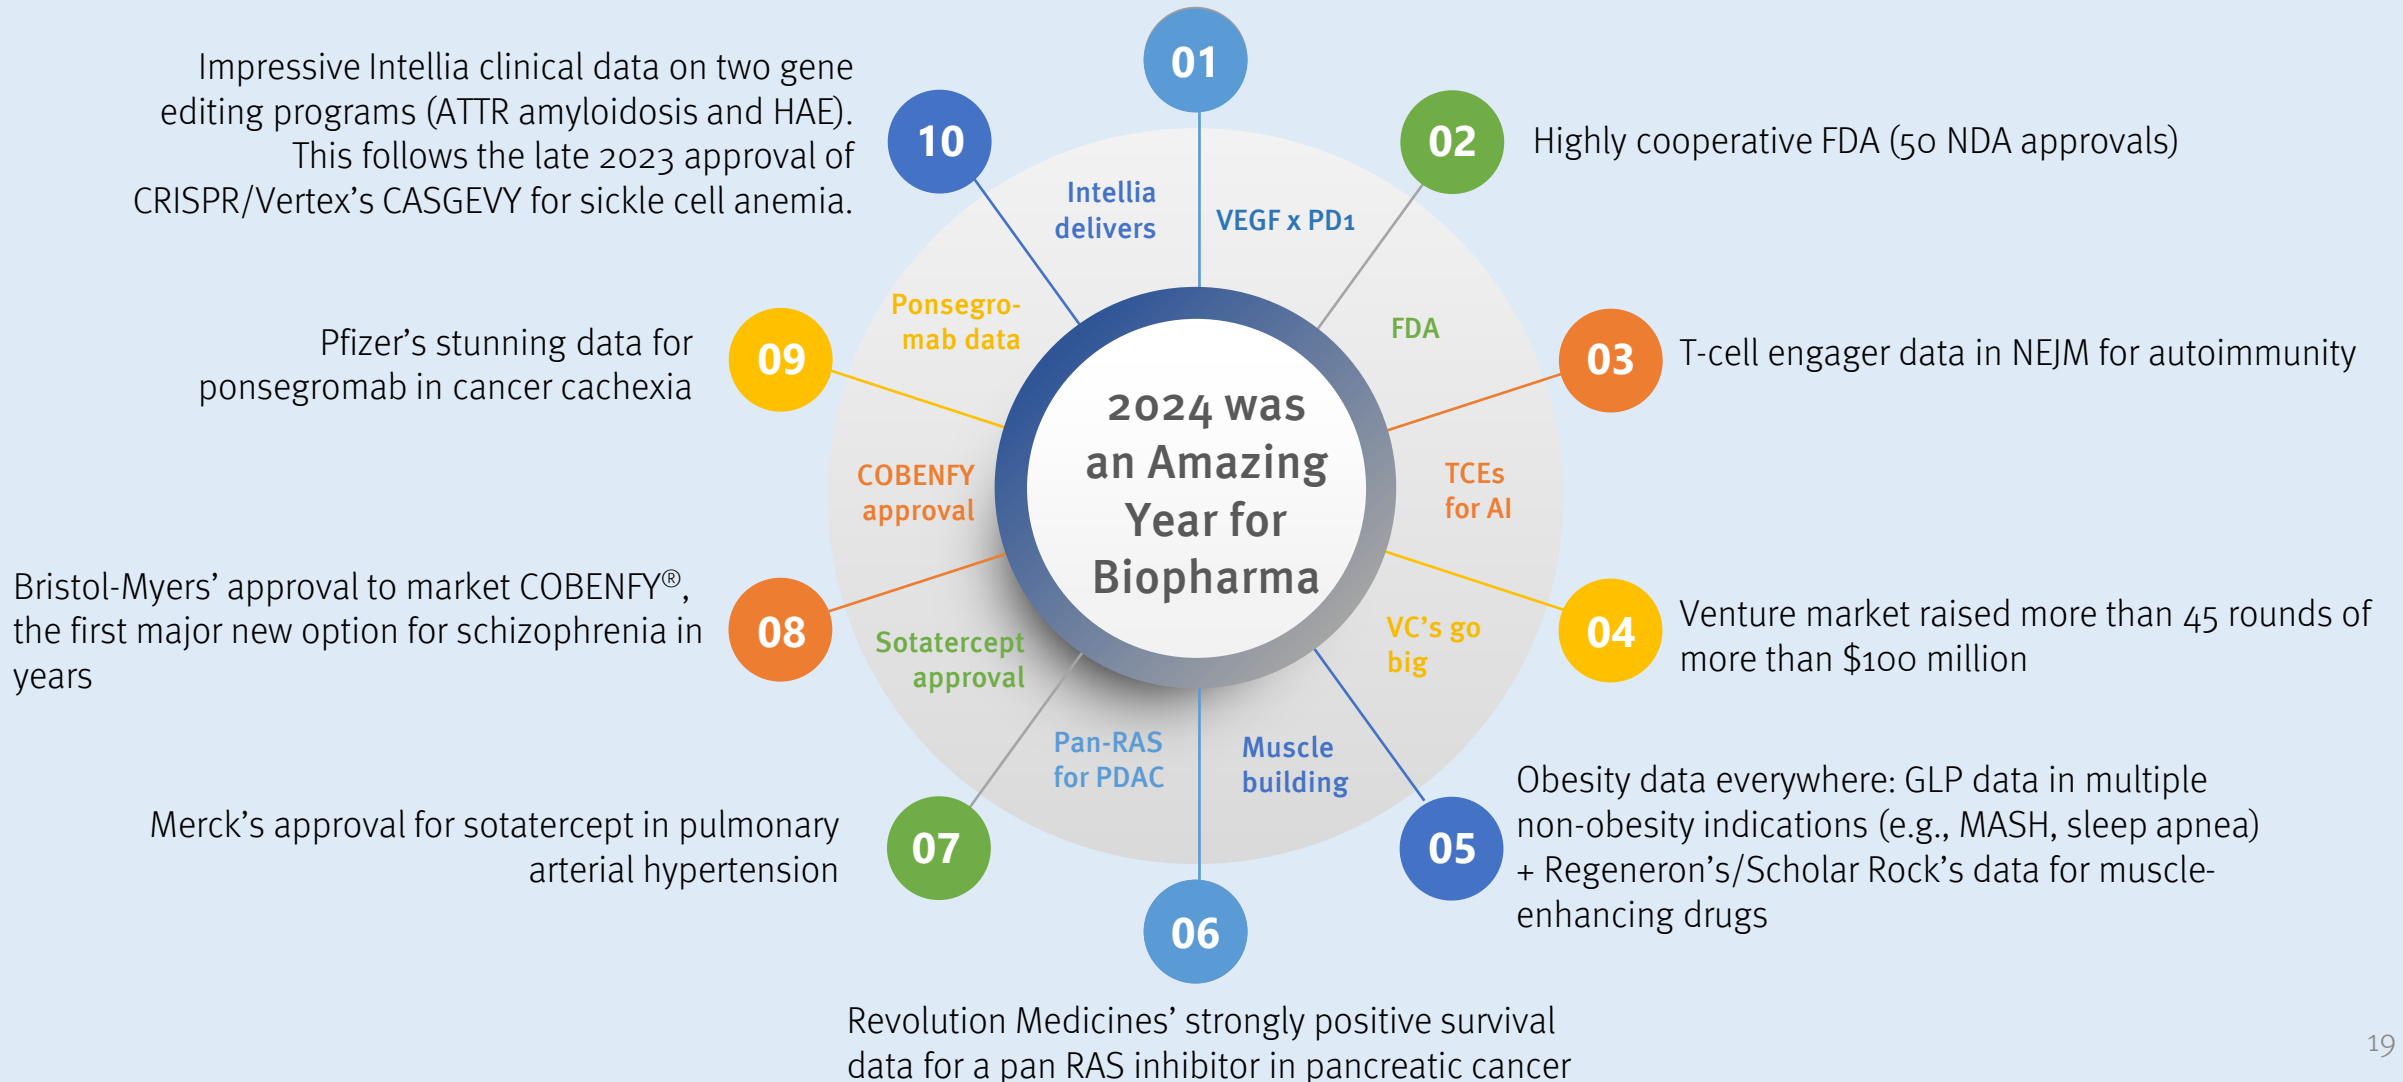 01
VEGF x PD1
02
Highly cooperative FDA (50 NDA approvals)
FDA
03
T-cell engager data in NEJM for autoimmunity
TCEs
for AI
04
Venture market raised more than 45 rounds of
more than $100 million
VC’s go
big
05
Obesity data everywhere: GLP data in multiple
non-obesity indications (e.g., MASH, sleep apnea)
+ Regeneron’s/Scholar Rock’s data for muscle-
enhancing drugs
Muscle
building
06
Revolution Medicines’ strongly positive survival
data for a pan RAS inhibitor in pancreatic cancer
Pan-RAS
for PDAC
07
Merck’s approval for sotatercept in pulmonary
arterial hypertension
Sotatercept
approval
08
Bristol-Myers’ approval to market COBENFY®,
the first major new option for schizophrenia in
years
COBENFY
approval
09
Pfizer’s stunning data for
ponsegromab in cancer cachexia
Ponsegro-
mab data
10
Impressive Intellia clinical data on two gene
editing programs (ATTR amyloidosis and HAE).
This follows the late 2023 approval of
CRISPR/Vertex’s CASGEVY for sickle cell anemia.
Intellia
delivers
2024 was
an Amazing
Year for
Biopharma
19